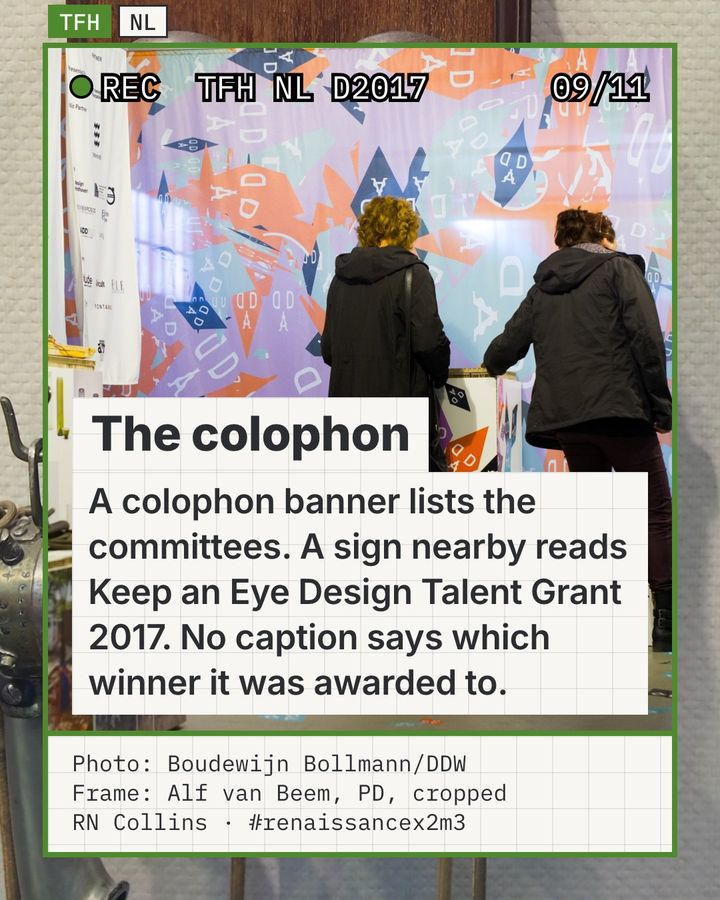 TFH NL
REC TFH NL D2017 09/11
DDA
The colophon
A colophon banner lists the
committees. A sign nearby reads
Keep an Eye Design Talent Grant
2017. No caption says which
winner it was awarded to.
Photo: Boudewijn Bollmann/DDW
Frame: Alf van Beem, PD, cropped
RN Collins · #renaissancex2m3